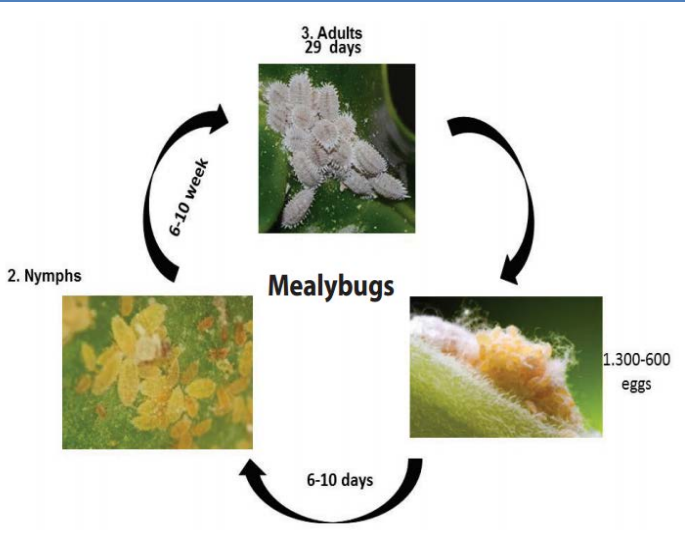 3. Adults
29 days
6-10 week
2. Nymphs
Mealybugs
1.300-600
eggs
6-10 days